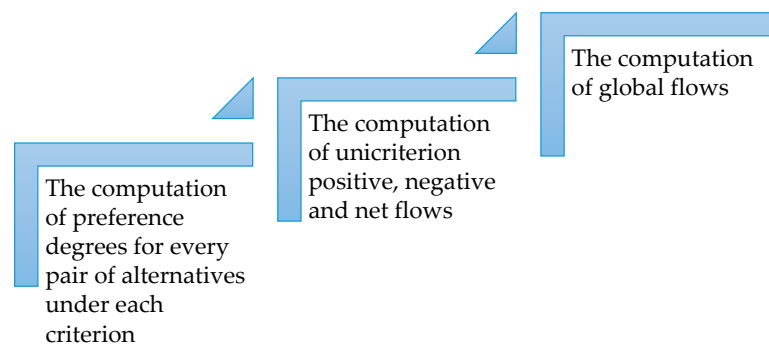 The computation
of preference
degrees for every
pair of alternatives
under each
criterion
The computation
of unicriterion
positive, negative
and net flows
The computation
of global flows